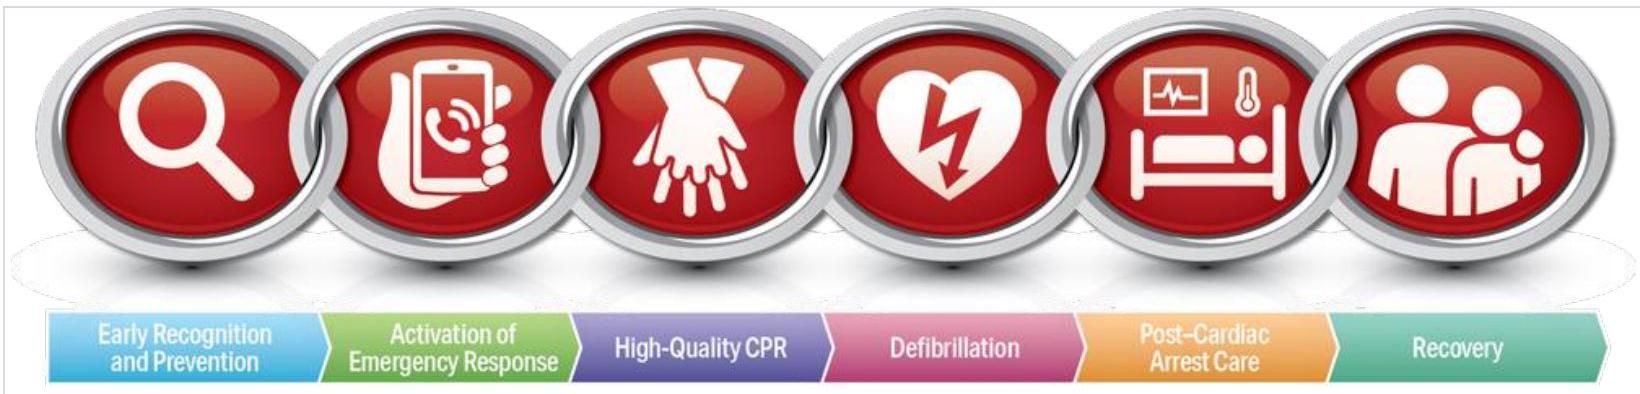 Early Recognition
and Prevention
Activation of
Emergency Response
High-Quality CPR
Defibrillation
Post–Cardiac
Arrest Care
Recovery